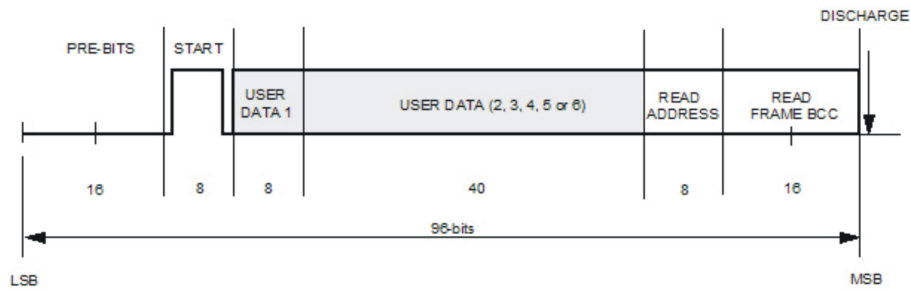 DISCHARGE
PRE-BITS START
USER
DATA 1
USER DATA (2, 3, 4, 5 or 6)
READ
ADDRESS
READ
FRAME BCC
16 8 8 40 8 16
96-bits
LSB MSB